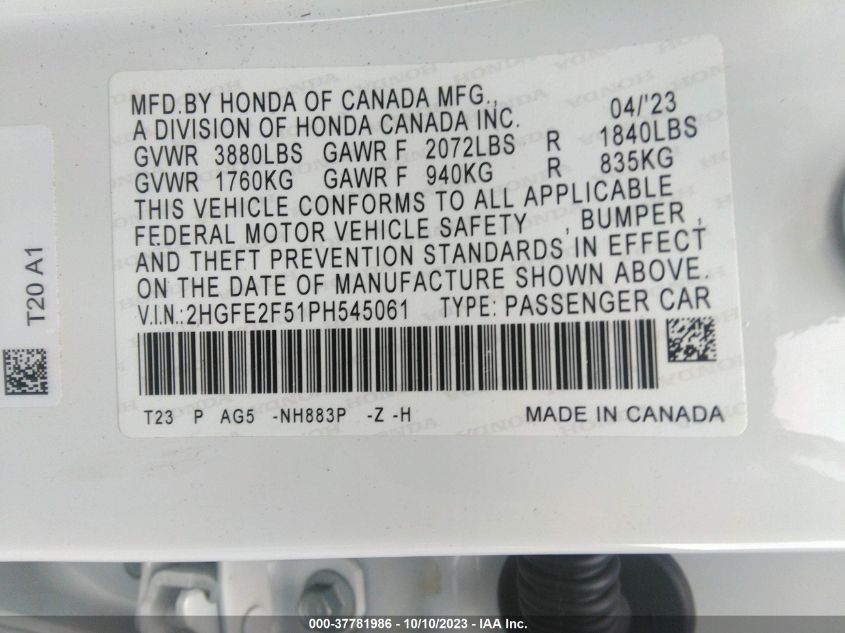 MFD.BY HONDA OF CANADA MFG., 04/'23
A DIVISION OF HONDA CANADA INC.
GVWR 3880LBS GAWR F 2072LBS R 1840LBS
GVWR 1760KG GAWR F 940KG R 835KG
THIS VEHICLE CONFORMS TO ALL APPLICABLE
FEDERAL MOTOR VEHICLE SAFETY , BUMPER ,
AND THEFT PREVENTION STANDARDS IN EFFECT
ON THE DATE OF MANUFACTURE SHOWN ABOVE.
V.I.N.:2HGFE2F51PH545061 TYPE: PASSENGER CAR
T23 P AG5 -NH883P -Z -H MADE IN CANADA
T20 A1
000-37781986 - 10/10/2023 - IAA Inc.